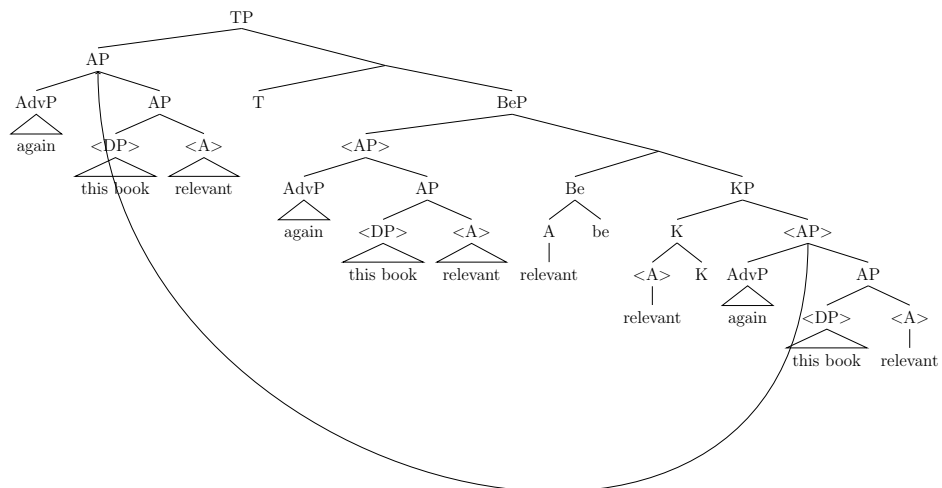 TP
AP
AdvP AP T BeP
again <DP> <A> <AP>
this book relevant AdvP AP Be KP
again <DP> <A> A be K <AP>
this book relevant relevant <A> K AdvP AP
relevant again <DP> <A>
this book relevant